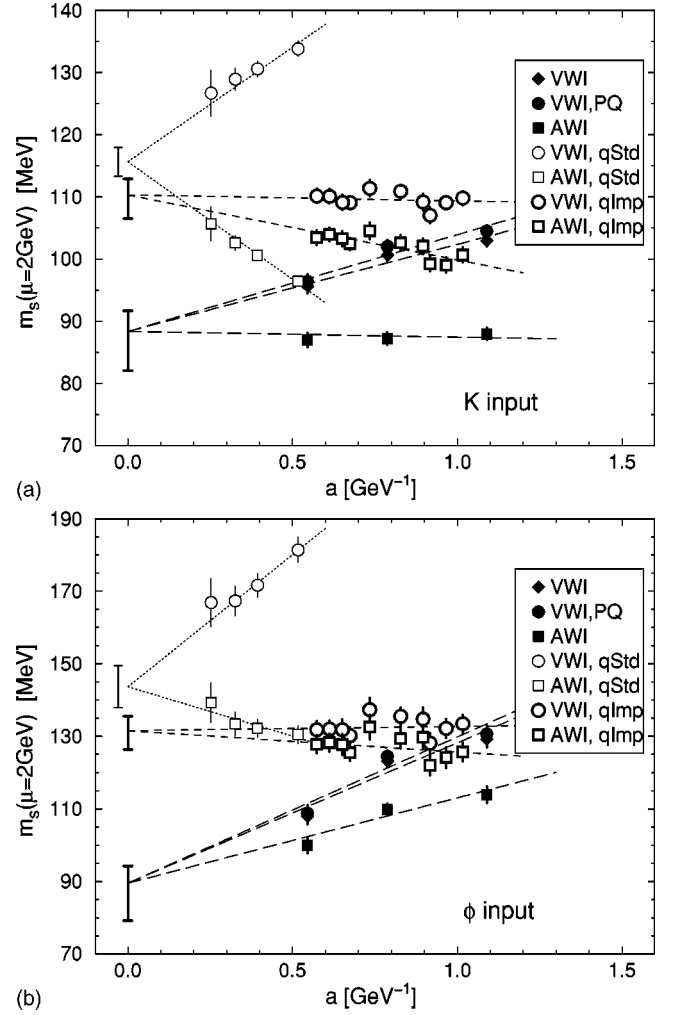 140
130
120
110
100
90
80
70
m_s(μ=2GeV) [MeV]
VWI
VWI,PQ
AWI
VWI, qStd
AWI, qStd
VWI, qImp
AWI, qImp
K input
0.0 0.5 1.0 1.5
(a) a [GeV⁻¹]
190
170
150
130
110
90
70
m_s(μ=2GeV) [MeV]
VWI
VWI,PQ
AWI
VWI, qStd
AWI, qStd
VWI, qImp
AWI, qImp
ϕ input
0.0 0.5 1.0 1.5
(b) a [GeV⁻¹]